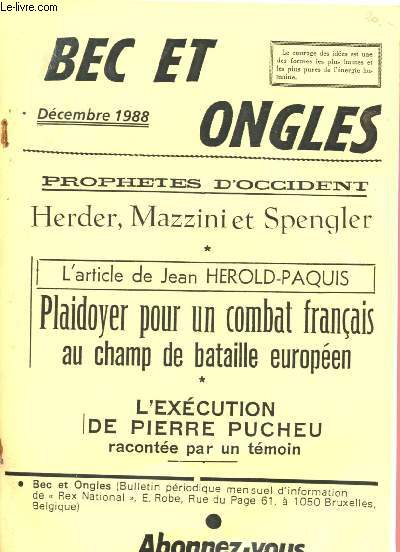 Le-livre.com
BEC ET
ONGLES
Le courage des idées est une
des formes les plus hautes et
les plus pures de l'énergie hu-
maine.
Décembre 1988
PROPHETES D'OCCIDENT
Herder, Mazzini et Spengler
*
L'article de Jean HEROLD-PAQUIS
Plaidoyer pour un combat français
au champ de bataille européen
*
L'EXÉCUTION
DE PIERRE PUCHEU
racontée par un témoin
• Bec et Ongles (Bulletin périodique mensuel d'information
de « Rex National », E. Robe, Rue du Page 61, à 1050 Bruxelles,
Belgique)
Abonnez-vous